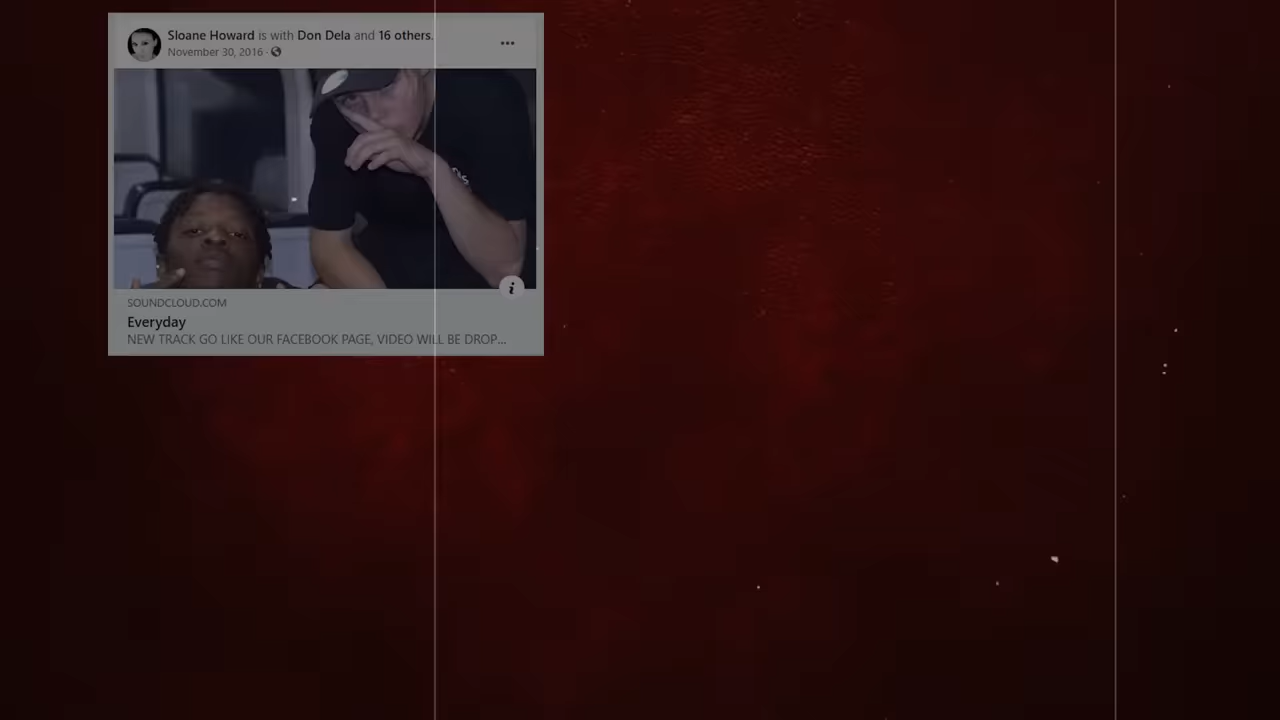 Sloane Howard is with Don Dela and 16 others.
November 30, 2016 ·
SOUNDCLOUD.COM
Everyday
NEW TRACK GO LIKE OUR FACEBOOK PAGE, VIDEO WILL BE DROP...